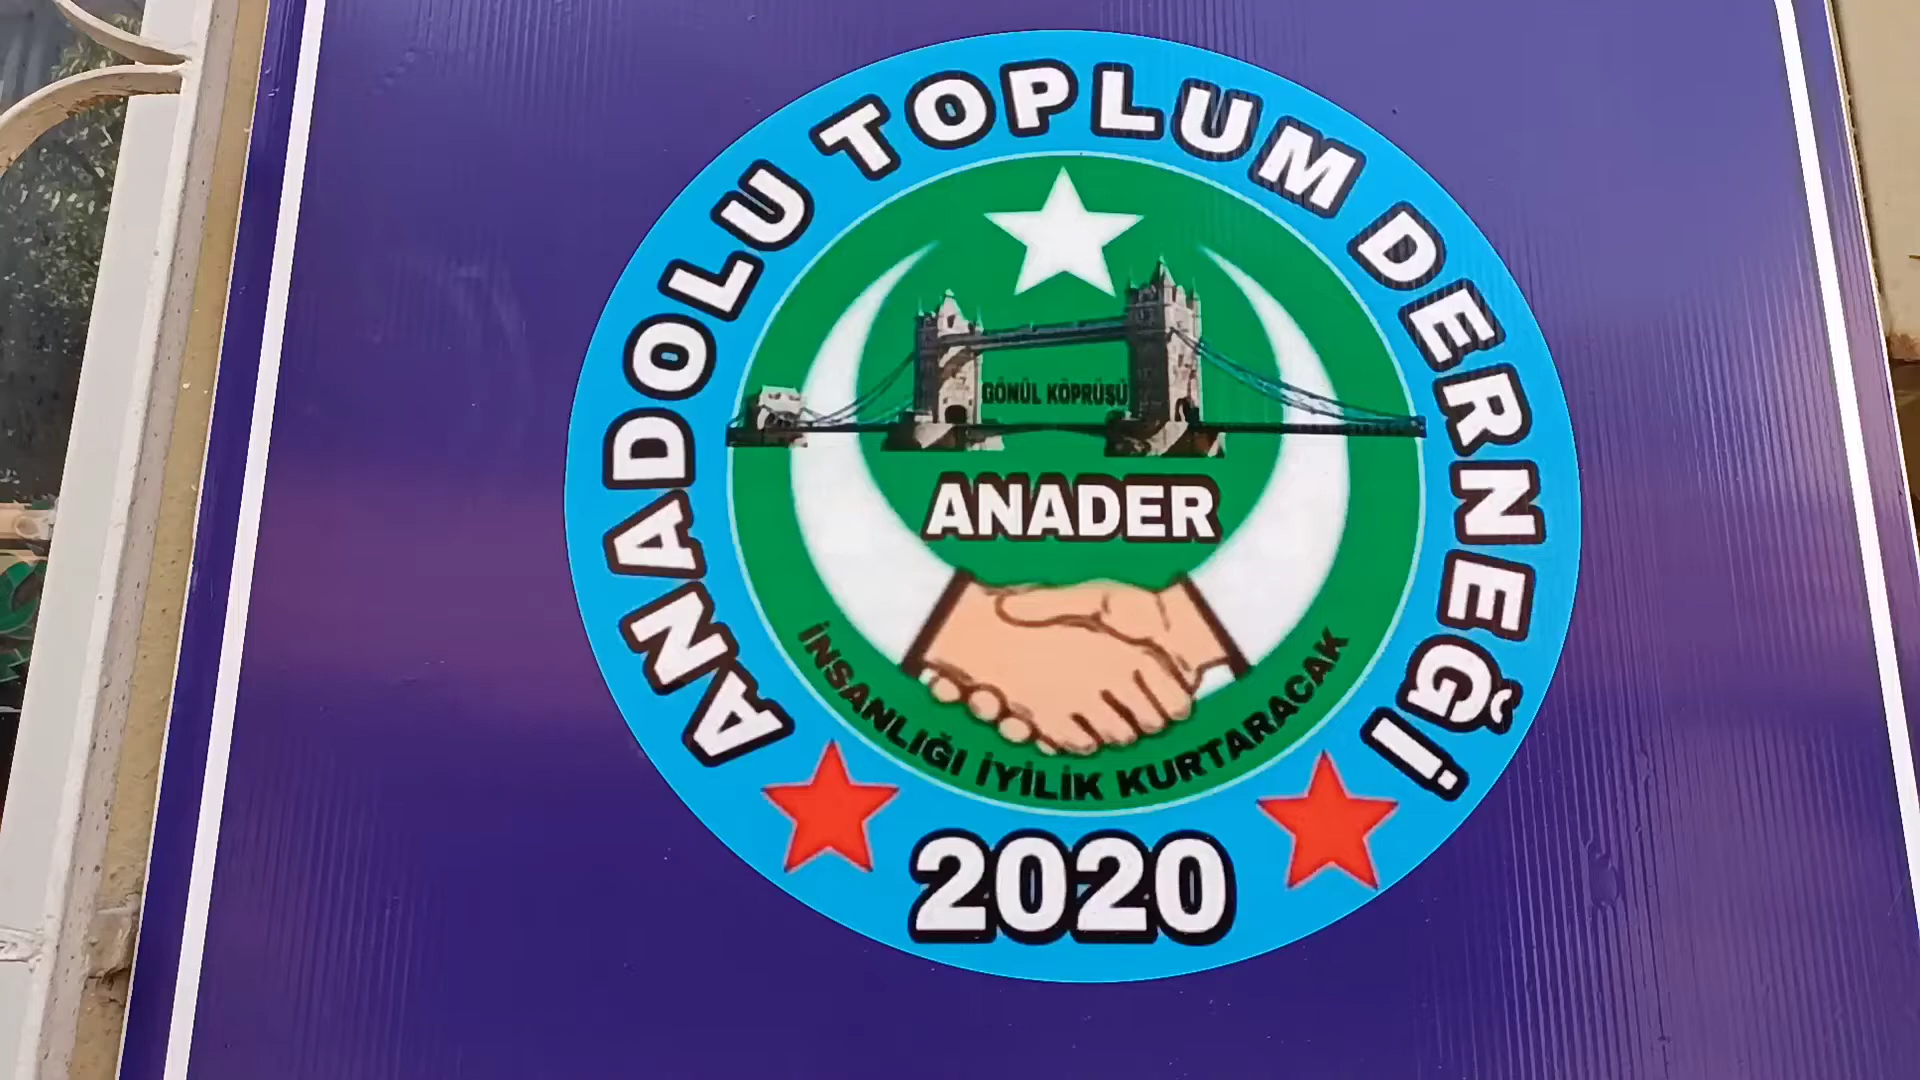 ANADOLU TOPLUM DERNEĞİ
GÖNÜL KÖPRÜSÜ
ANADER
İNSANLIĞI İYİLİK KURTARACAK
2020